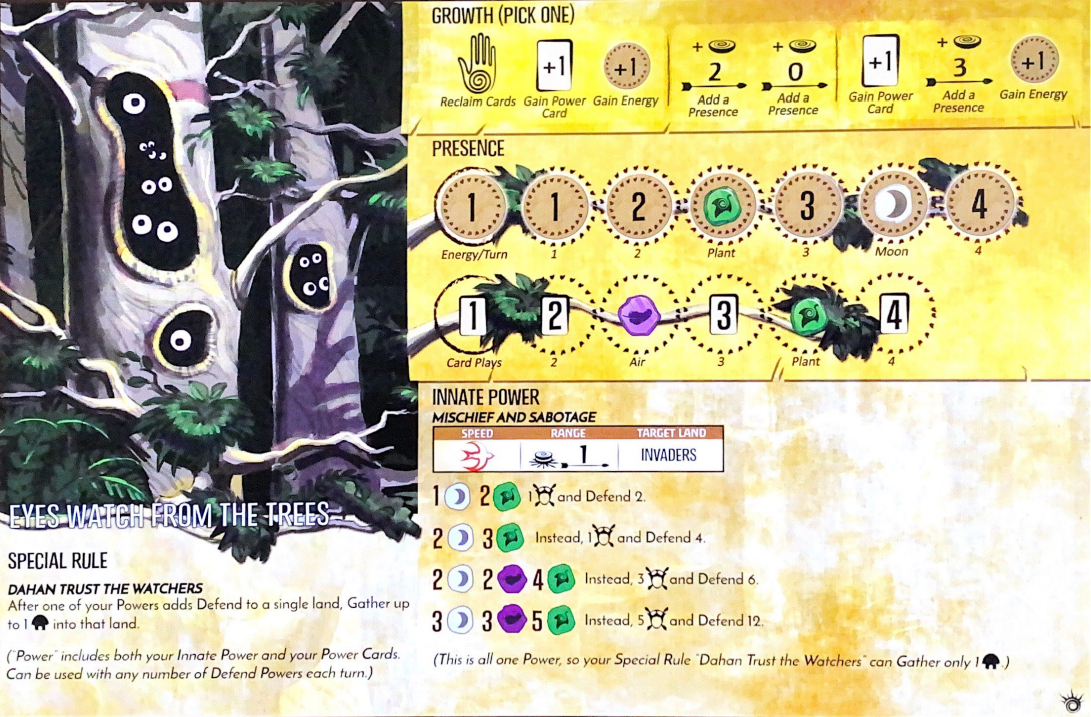 GROWTH (PICK ONE)
+1
+1
+
2
+
0
+1
+
3
+1
Reclaim Cards
Gain Power Card
Gain Energy
Add a Presence
Add a Presence
Gain Power Card
Add a Presence
Gain Energy
PRESENCE
1 1 2 3 4
Energy/Turn 1 2 Plant 3 Moon 4
1 2 3 4
Card Plays 2 Air 3 Plant 4
INNATE POWER
MISCHIEF AND SABOTAGE
SPEED RANGE TARGET LAND
1 INVADERS
1 2 1 and Defend 2.
2 3 Instead, 1 and Defend 4.
2 2 4 Instead, 3 and Defend 6.
3 3 5 Instead, 5 and Defend 12.
(This is all one Power, so your Special Rule "Dahan Trust the Watchers" can Gather only 1 .)
EYES WATCH FROM THE TREES
SPECIAL RULE
DAHAN TRUST THE WATCHERS
After one of your Powers adds Defend to a single land, Gather up
to 1 into that land.
("Power" includes both your Innate Power and your Power Cards.
Can be used with any number of Defend Powers each turn.)